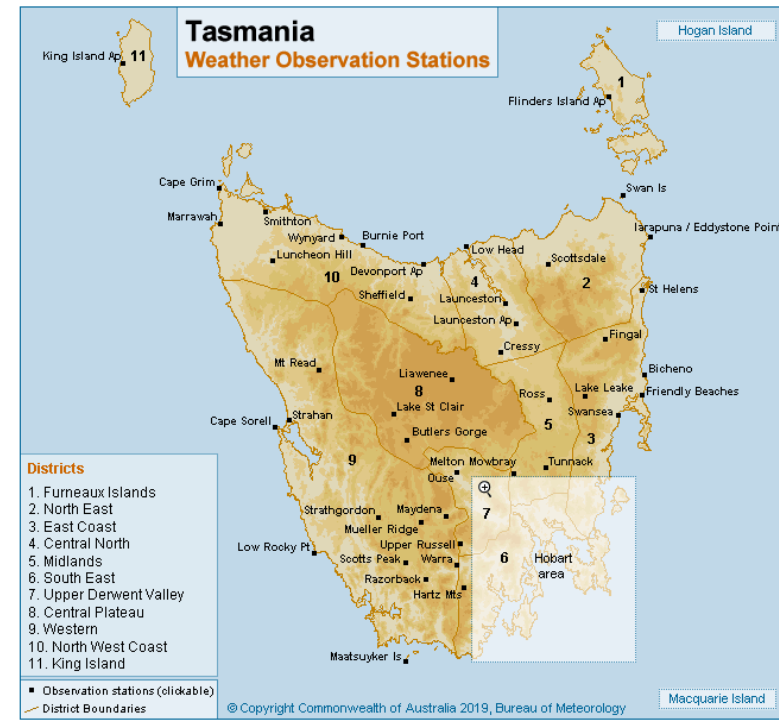 Tasmania
Weather Observation Stations
Hogan Island
King Island Ap
11
1
Flinders Island Ap
Cape Grim
Swan Is
Marrawah
Smithton
larapuna / Eddystone Point
Wynyard
Burnie Port
Low Head
Luncheon Hill
Scottsdale
Devonport Ap
10
4
2
Sheffield
Launceston
St Helens
Launceston Ap
Fingal
Cressy
Mt Read
Bicheno
Liawenee
8
Ross
Lake Leake
Friendly Beaches
Lake St Clair
Swansea
Cape Sorell
Strahan
5
Butlers Gorge
3
9
Melton Mowbray
Tunnack
Ouse
Districts
1. Furneaux Islands
2. North East
3. East Coast
4. Central North
5. Midlands
6. South East
7. Upper Derwent Valley
8. Central Plateau
9. Western
10. North West Coast
11. King Island
Strathgordon
Maydena
7
Mueller Ridge
Low Rocky Pt
Upper Russell
Scotts Peak
Warra
6
Hobart
area
Razorback
Hartz Mts
Maatsuyker Is
Observation stations (clickable)
District Boundaries
© Copyright Commonwealth of Australia 2019, Bureau of Meteorology
Macquarie Island